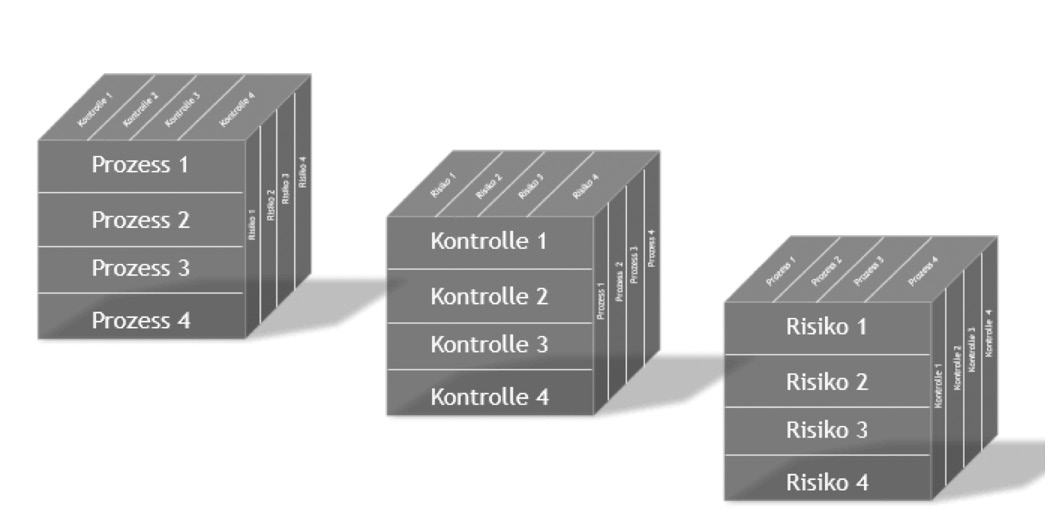 Kontrolle 1
Kontrolle 2
Kontrolle 3
Kontrolle 4
Prozess 1
Prozess 2
Prozess 3
Prozess 4
Risiko 1
Risiko 2
Risiko 3
Risiko 4
Risiko 1
Risiko 2
Risiko 3
Risiko 4
Kontrolle 1
Kontrolle 2
Kontrolle 3
Kontrolle 4
Prozess 1
Prozess 2
Prozess 3
Prozess 4
Prozess 1
Prozess 2
Prozess 3
Prozess 4
Risiko 1
Risiko 2
Risiko 3
Risiko 4
Kontrolle 1
Kontrolle 2
Kontrolle 3
Kontrolle 4